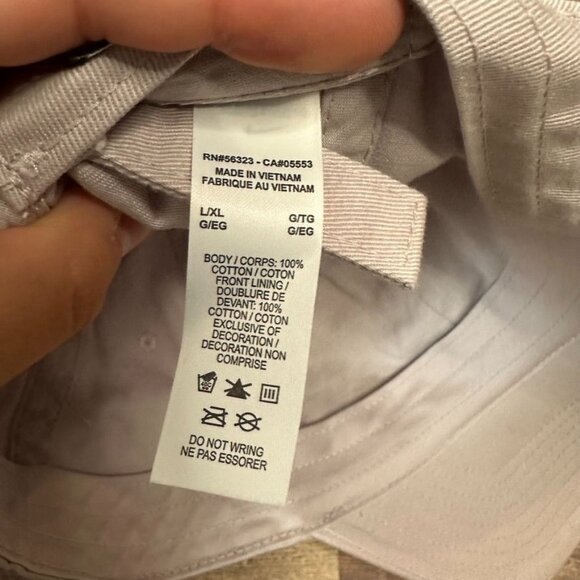 RN#56323 - CA#05553
MADE IN VIETNAM
FABRIQUE AU VIETNAM
L/XL G/TG
G/EG G/EG
BODY / CORPS: 100%
COTTON / COTON
FRONT LINING /
DOUBLURE DE
DEVANT: 100%
COTTON / COTON
EXCLUSIVE OF
DECORATION /
DECORATION NON
COMPRISE
DO NOT WRING
NE PAS ESSORER